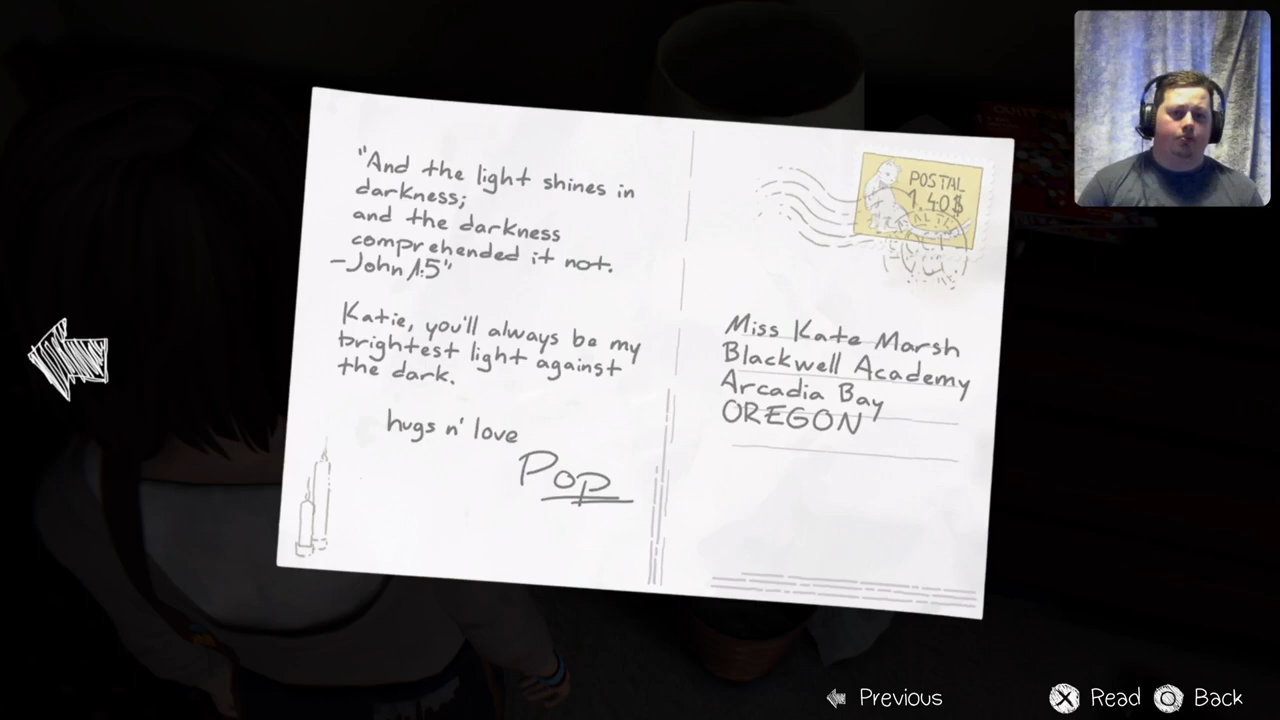 "And the light shines in
darkness;
and the darkness
comprehended it not.
-John 1:5"
Katie, you'll always be my
brightest light against
the dark.
hugs n' love
Pop
POSTAL
1.40$
Miss Kate Marsh
Blackwell Academy
Arcadia Bay
OREGON
Previous
Read
Back